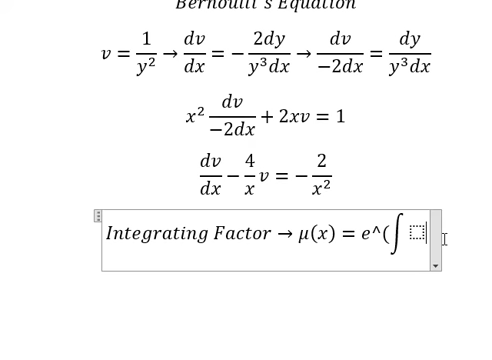 Bernoulli's Equation
v = 1/y² → dv/dx = − 2dy/y³dx → dv/−2dx = dy/y³dx
x² dv/−2dx + 2xv = 1
dv/dx − 4/x v = − 2/x²
Integrating Factor → μ(x) = e^(∫